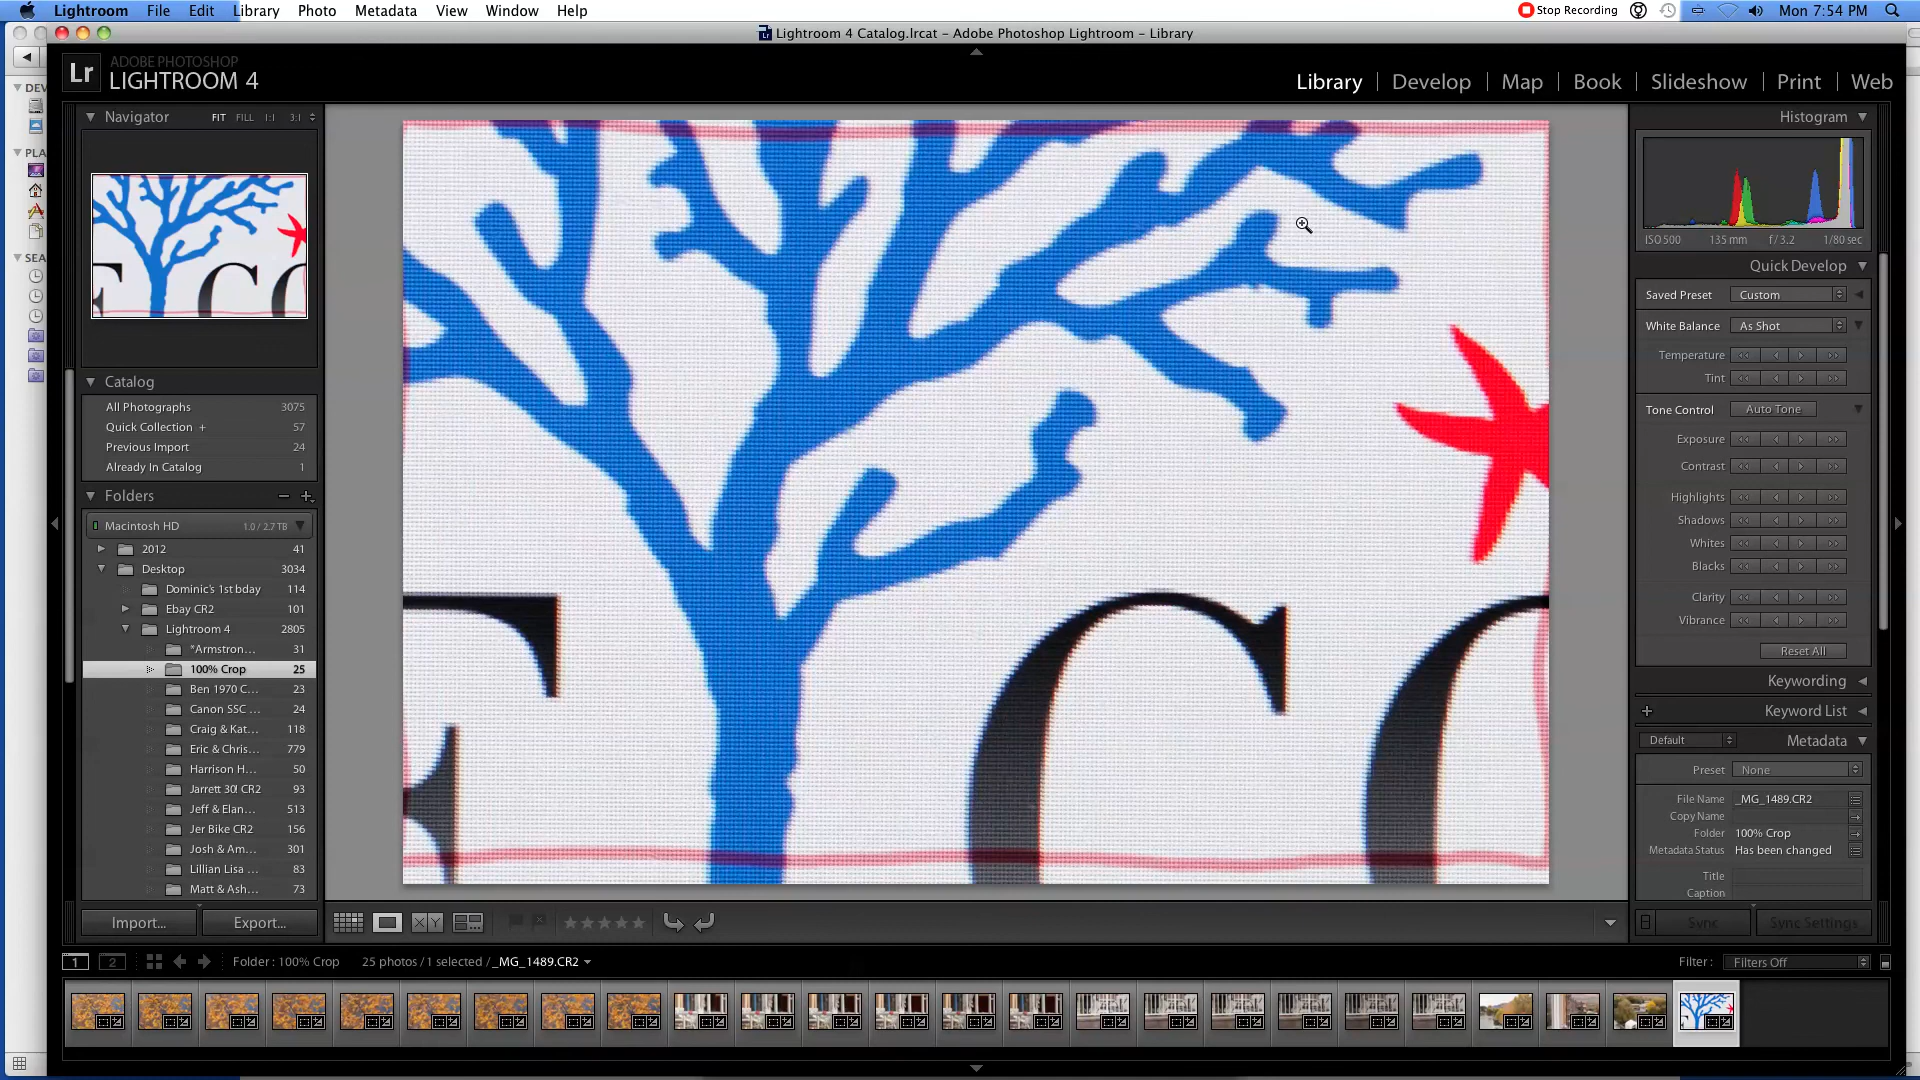 Lightroom File Edit Library Photo Metadata View Window Help
Stop Recording Mon 7:54 PM
Lightroom 4 Catalog.lrcat - Adobe Photoshop Lightroom - Library
ADOBE PHOTOSHOP
Lr LIGHTROOM 4
Library | Develop | Map | Book | Slideshow | Print | Web
DEV
PLA
SEA
Navigator FIT FILL 1:1 3:1
Catalog
All Photographs 3075
Quick Collection + 57
Previous Import 24
Already In Catalog 1
Folders
Macintosh HD 1.0 / 2.7 TB
2012 41
Desktop 3034
Dominic's 1st bday 114
Ebay CR2 101
Lightroom 4 2805
*Armstron... 31
100% Crop 25
Ben 1970 C... 23
Canon SSC ... 24
Craig & Kat... 118
Eric & Chris... 779
Harrison H... 50
Jarrett 30! CR2 93
Jeff & Elan... 513
Jer Bike CR2 156
Josh & Am... 301
Lillian Lisa ... 83
Matt & Ash... 73
Import... Export...
C
Histogram
ISO 500 135 mm f / 3.2 1/80 sec
Quick Develop
Saved Preset Custom
White Balance As Shot
Temperature
Tint
Tone Control Auto Tone
Exposure
Contrast
Highlights
Shadows
Whites
Blacks
Clarity
Vibrance
Reset All
Keywording
+ Keyword List
Default Metadata
Preset None
File Name _MG_1489.CR2
Copy Name
Folder 100% Crop
Metadata Status Has been changed
Title
Caption
Sync Sync Settings
X Y
1 2 Folder : 100% Crop 25 photos / 1 selected / _MG_1489.CR2 Filter : Filters Off